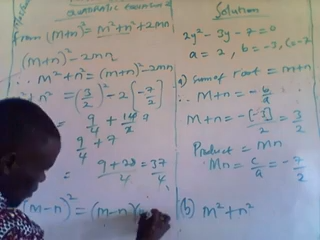 QUADRATIC EQUATION 2
from (m+n)² = m²+n²+2mn
(m+n)² - 2mn
∴ m²+n² = (m+n)² - 2mn
+n² = (3/2)² - 2[-7/2]
9/4 + 14/2
9/4 + 7
= 9+28/4 = 37/4
(m-n)² = (m-n)(
Solution
2y² - 3y - 7 = 0
a = 2, b = -3, c = -7
a) Sum of root = m+n
∴ m+n = -b/a
m+n = -[-3]/2 = 3/2
Product = mn
mn = c/a = -7/2
(b) m² + n²